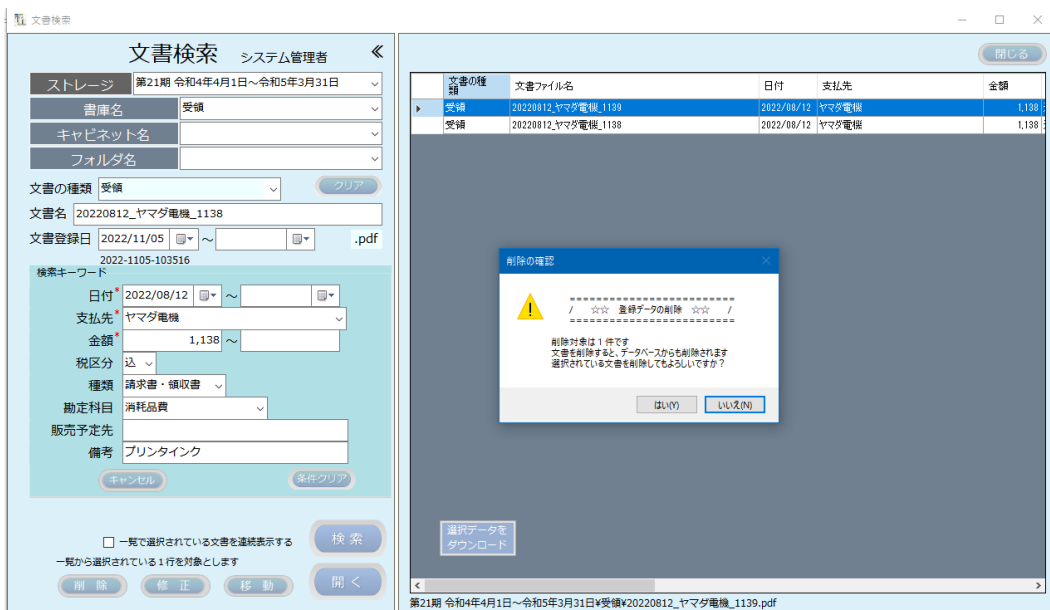 文書検索
文書検索 システム管理者 《
ストレージ 第21期 令和4年4月1日～令和5年3月31日
書庫名 受領
キャビネット名
フォルダ名
文書の種類 受領 クリア
文書名 20220812_ヤマダ電機_1138
文書登録日 2022/11/05 ～ .pdf
2022-1105-103516
検索キーワード
日付* 2022/08/12 ～
支払先* ヤマダ電機
金額* 1,138 ～
税区分 込
種類 請求書・領収書
勘定科目 消耗品費
販売予定先
備考 プリンタインク
キャンセル 条件クリア
一覧で選択されている文書を連続表示する
検 索
一覧から選択されている１行を対象とします
削 除 修 正 移 動 開 く
閉じる
文書の種類 文書ファイル名 日付 支払先 金額
受領 20220812_ヤマダ電機_1139 2022/08/12 ヤマダ電機 1,138
受領 20220812_ヤマダ電機_1138 2022/08/12 ヤマダ電機 1,138
削除の確認
=========================
/ ☆☆ 登録データの削除 ☆☆ /
=========================
削除対象は１件です
文書を削除すると、データベースからも削除されます
選択されている文書を削除してもよろしいですか？
はい(Y) いいえ(N)
選択データを
ダウンロード
第21期 令和4年4月1日～令和5年3月31日¥受領¥20220812_ヤマダ電機_1139.pdf